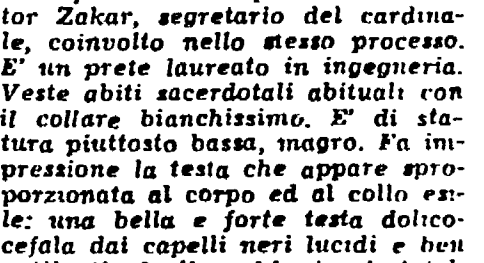 tor Zakar, segretario del cardina-
le, coinvolto nello stesso processo.
E' un prete laureato in ingegneria.
Veste abiti sacerdotali abituali con
il collare bianchissimo. E' di sta-
tura piuttosto bassa, magro. Fa im-
pressione la testa che appare spro-
porzionata al corpo ed al collo esi-
le: una bella e forte testa dolico-
cefala dai capelli neri lucidi e ben